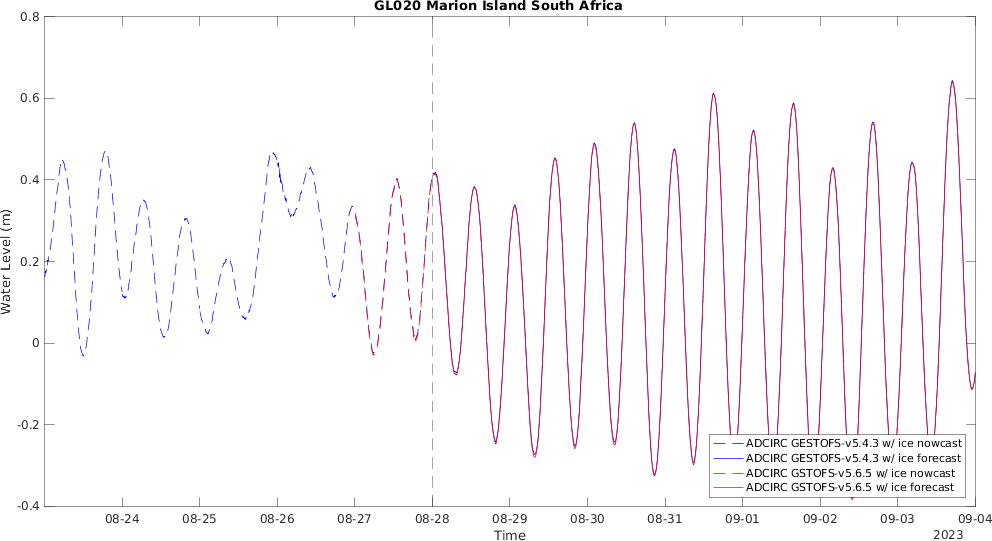 GL020 Marion Island South Africa
0.8
0.6
0.4
0.2
0
-0.2
-0.4
Water Level (m)
ADCIRC GESTOFS-v5.4.3 w/ ice nowcast
ADCIRC GESTOFS-v5.4.3 w/ ice forecast
ADCIRC GSTOFS-v5.6.5 w/ ice nowcast
ADCIRC GSTOFS-v5.6.5 w/ ice forecast
08-24 08-25 08-26 08-27 08-28 08-29 08-30 08-31 09-01 09-02 09-03 09-04
Time
2023